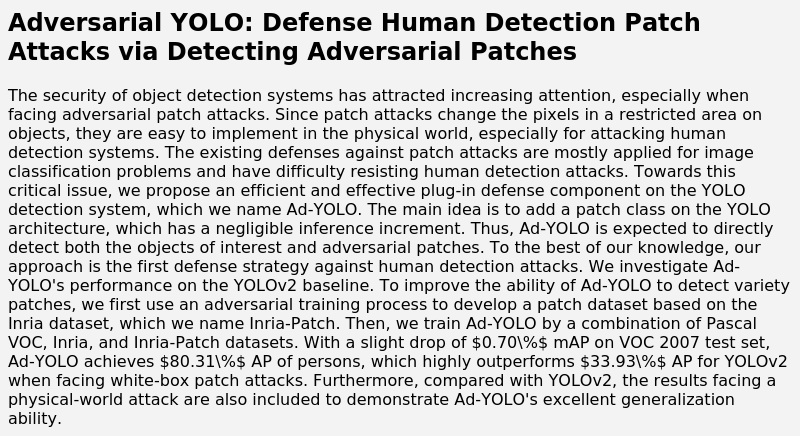 Adversarial YOLO: Defense Human Detection Patch
Attacks via Detecting Adversarial Patches
The security of object detection systems has attracted increasing attention, especially when
facing adversarial patch attacks. Since patch attacks change the pixels in a restricted area on
objects, they are easy to implement in the physical world, especially for attacking human
detection systems. The existing defenses against patch attacks are mostly applied for image
classification problems and have difficulty resisting human detection attacks. Towards this
critical issue, we propose an efficient and effective plug-in defense component on the YOLO
detection system, which we name Ad-YOLO. The main idea is to add a patch class on the YOLO
architecture, which has a negligible inference increment. Thus, Ad-YOLO is expected to directly
detect both the objects of interest and adversarial patches. To the best of our knowledge, our
approach is the first defense strategy against human detection attacks. We investigate Ad-
YOLO's performance on the YOLOv2 baseline. To improve the ability of Ad-YOLO to detect variety
patches, we first use an adversarial training process to develop a patch dataset based on the
Inria dataset, which we name Inria-Patch. Then, we train Ad-YOLO by a combination of Pascal
VOC, Inria, and Inria-Patch datasets. With a slight drop of $0.70\%$ mAP on VOC 2007 test set,
Ad-YOLO achieves $80.31\%$ AP of persons, which highly outperforms $33.93\%$ AP for YOLOv2
when facing white-box patch attacks. Furthermore, compared with YOLOv2, the results facing a
physical-world attack are also included to demonstrate Ad-YOLO's excellent generalization
ability.